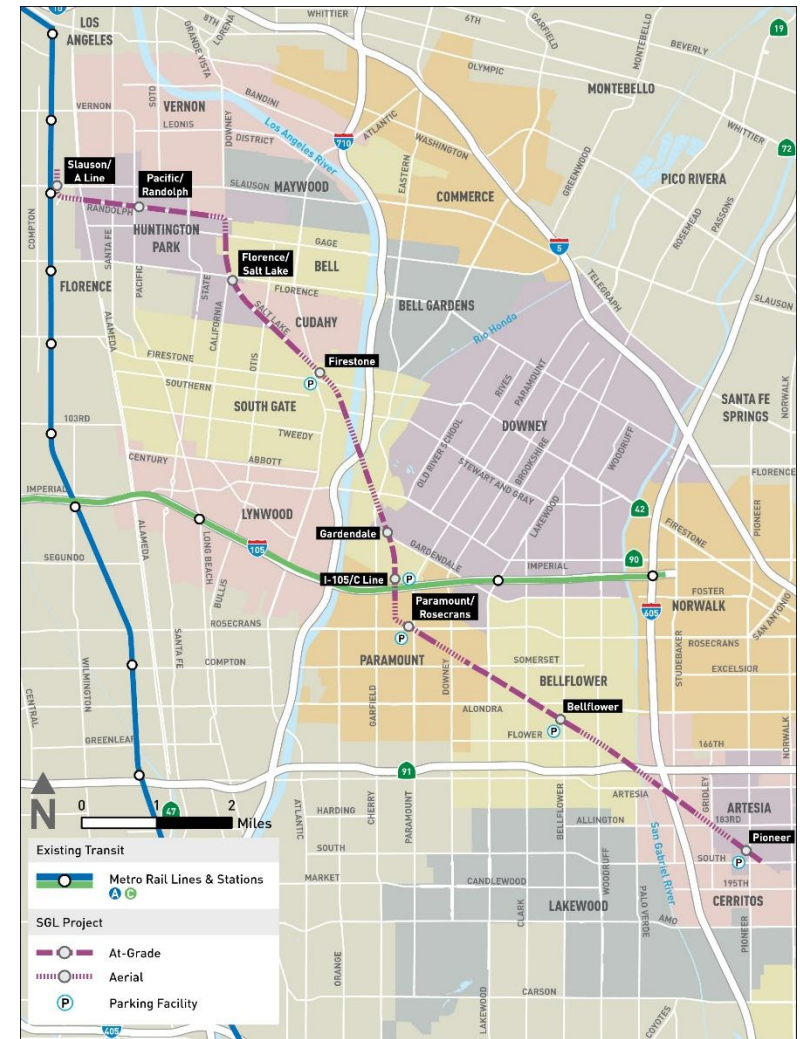 10
8TH
LORENA
WHITTIER
6TH
GARFIELD
MONTEBELLO
19
LOS
ANGELES
GRANDE VISTA
OLYMPIC
BEVERLY
VERNON
SOTO
VERNON
DOWNEY
BANDINI
LEONIS
DISTRICT
Los Angeles River
710
ATLANTIC
WASHINGTON
MONTEBELLO
WHITTIER
72
Slauson/
A Line
Pacific/
Randolph
SLAUSON
MAYWOOD
EASTERN
COMMERCE
GREENWOOD
PICO RIVERA
ROSEMEAD
PASSONS
COMPTON
RANDOLPH
SANTA FE
HUNTINGTON
PARK
GAGE
BELL
5
TELEGRAPH
SLAUSON
Florence/
Salt Lake
FLORENCE
PACIFIC
STATE
CALIFORNIA
FLORENCE
SALT LAKE
CUDAHY
BELL GARDENS
Rio Hondo
ALAMEDA
FIRESTONE
OTIS
Firestone
P
SOUTHERN
SOUTH GATE
TWEEDY
RIVES
PARAMOUNT
DOWNEY
SANTA FE
SPRINGS
NORWALK
103RD
CENTURY
ABBOTT
OLD RIVER SCHOOL
BROOKSHIRE
STEWART AND GRAY
WOODRUFF
LAKEWOOD
FLORENCE
IMPERIAL
LYNWOOD
105
42
FIRESTONE
PIONEER
Gardendale
GARDENDALE
IMPERIAL
90
SEGUNDO
ALAMEDA
LONG BEACH
BULLIS
I-105/C Line
P
FOSTER
NORWALK
SAN ANTONIO
Paramount/
Rosecrans
P
605
ROSECRANS
ROSECRANS
STUDEBAKER
EXCELSIOR
SANTA FE
COMPTON
PARAMOUNT
SOMERSET
BELLFLOWER
CENTRAL
WILMINGTON
GARFIELD
DOWNEY
ALONDRA
Bellflower
FLOWER
P
GREENLEAF
166TH
NORWALK
91
N
0 1 2
Miles
47
ATLANTIC
HARDING
CHERRY
PARAMOUNT
BELLFLOWER
ARTESIA
ALLINGTON
GRIDLEY
ARTESIA
183RD
Pioneer
P
SOUTH
SOUTH
San Gabriel River
MARKET
CANDLEWOOD
WOODRUFF
PALO VERDE
195TH
CERRITOS
CLARK
LAKEWOOD
AMO
PIONEER
ORANGE
CARSON
LAKEWOOD
COYOTES
Existing Transit
Metro Rail Lines & Stations
A C
SGL Project
At-Grade
Aerial
P Parking Facility
405